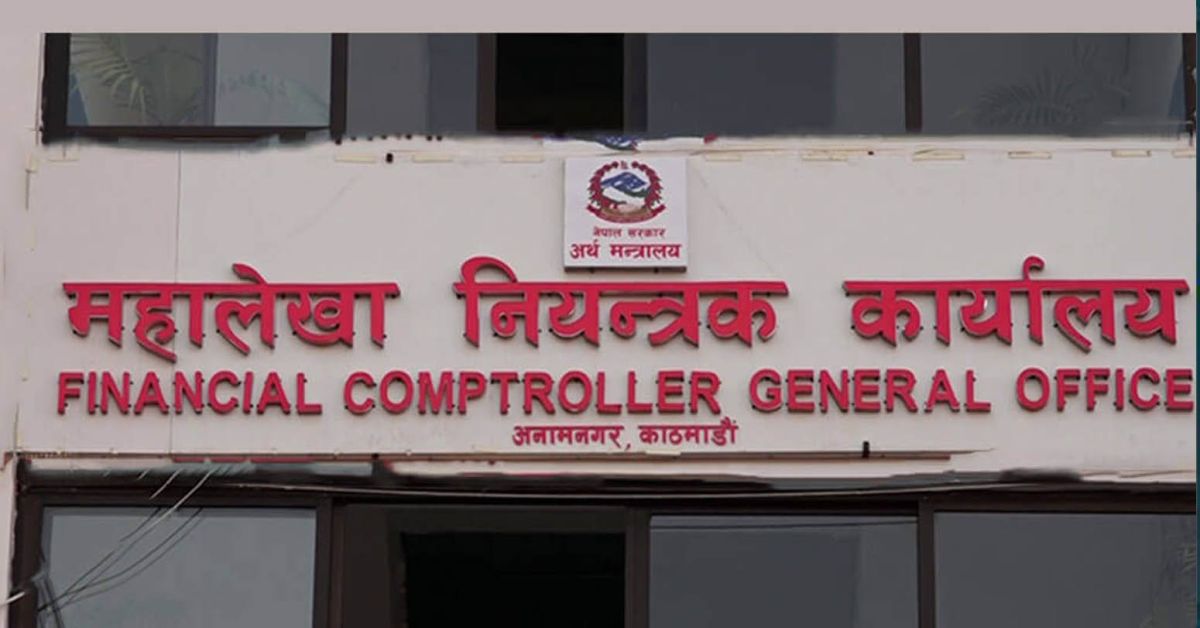 नेपाल सरकार
अर्थ मन्त्रालय
महालेखा नियन्त्रक कार्यालय
FINANCIAL COMPTROLLER GENERAL OFFICE
अनामनगर, काठमाडौं